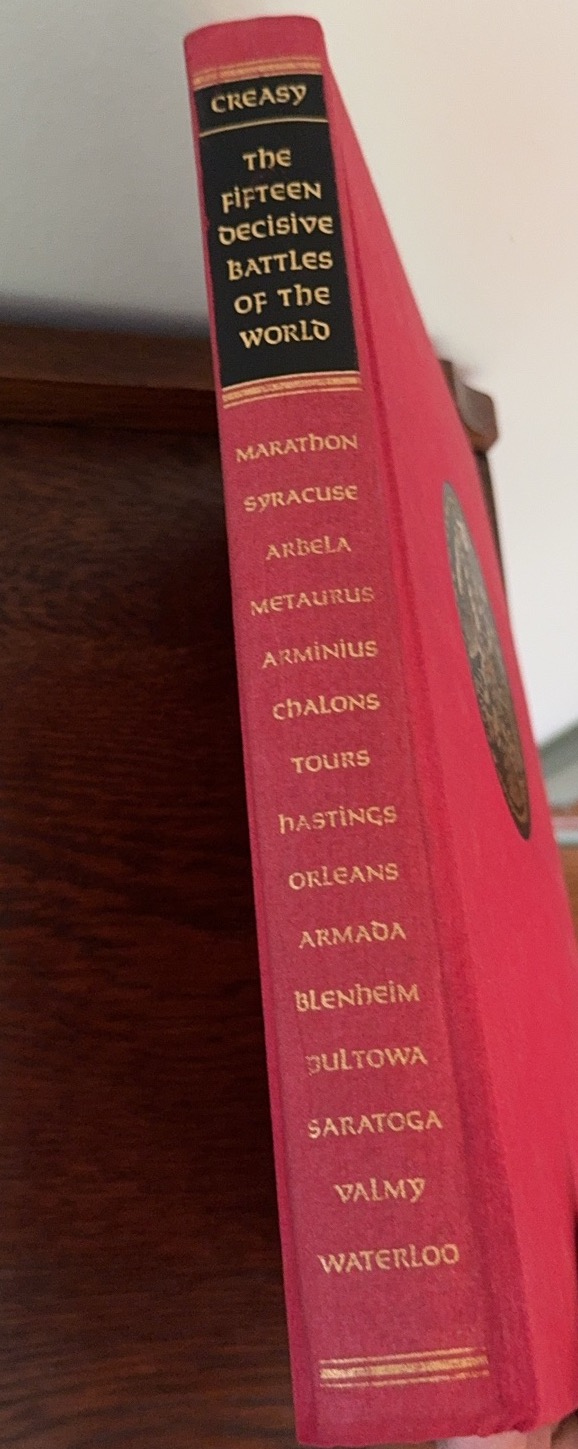 CREASY
The
FIFTEEN
DECISIVE
BATTLES
OF The
WORLD
MARAThON
SYRACUSE
ARBELA
METAURUS
ARMINIUS
ChALONS
TOURS
hASTINGS
ORLEANS
ARMADA
BLENhEIM
PULTOWA
SARATOGA
VALMY
WATERLOO